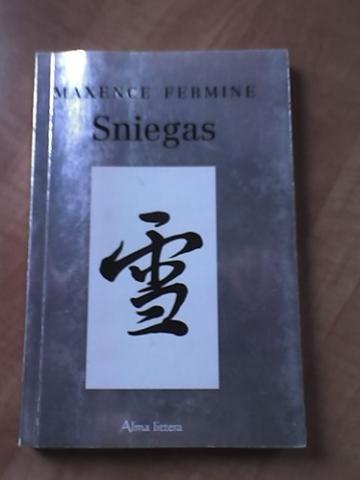 MAXENCE FERMINE
Sniegas
雪
Alma littera